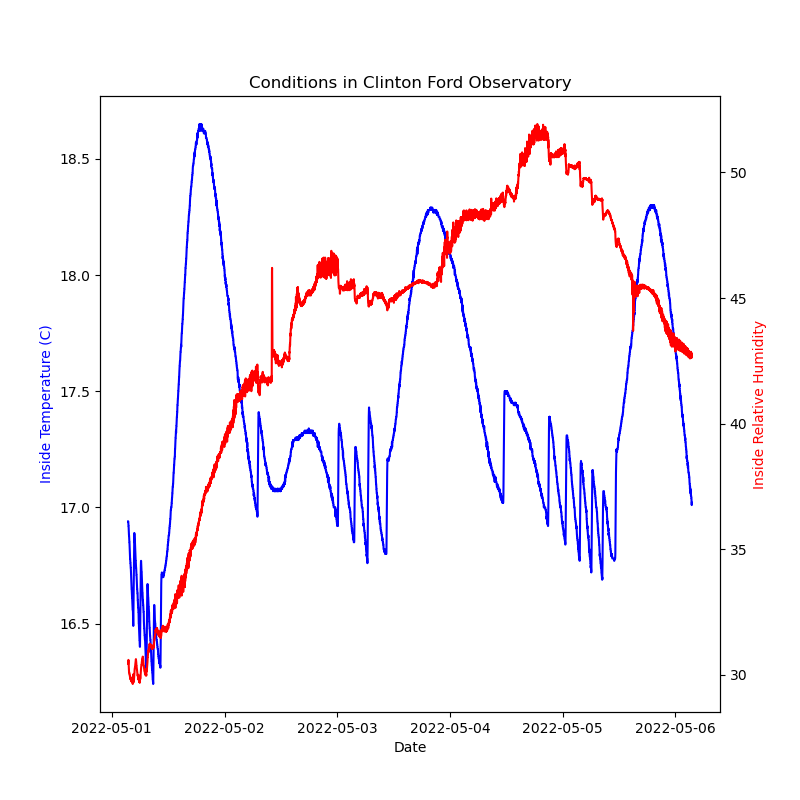 Conditions in Clinton Ford Observatory
Inside Temperature (C)
18.5
18.0
17.5
17.0
16.5
50
45
40
35
30
Inside Relative Humidity
2022-05-01 2022-05-02 2022-05-03 2022-05-04 2022-05-05 2022-05-06
Date